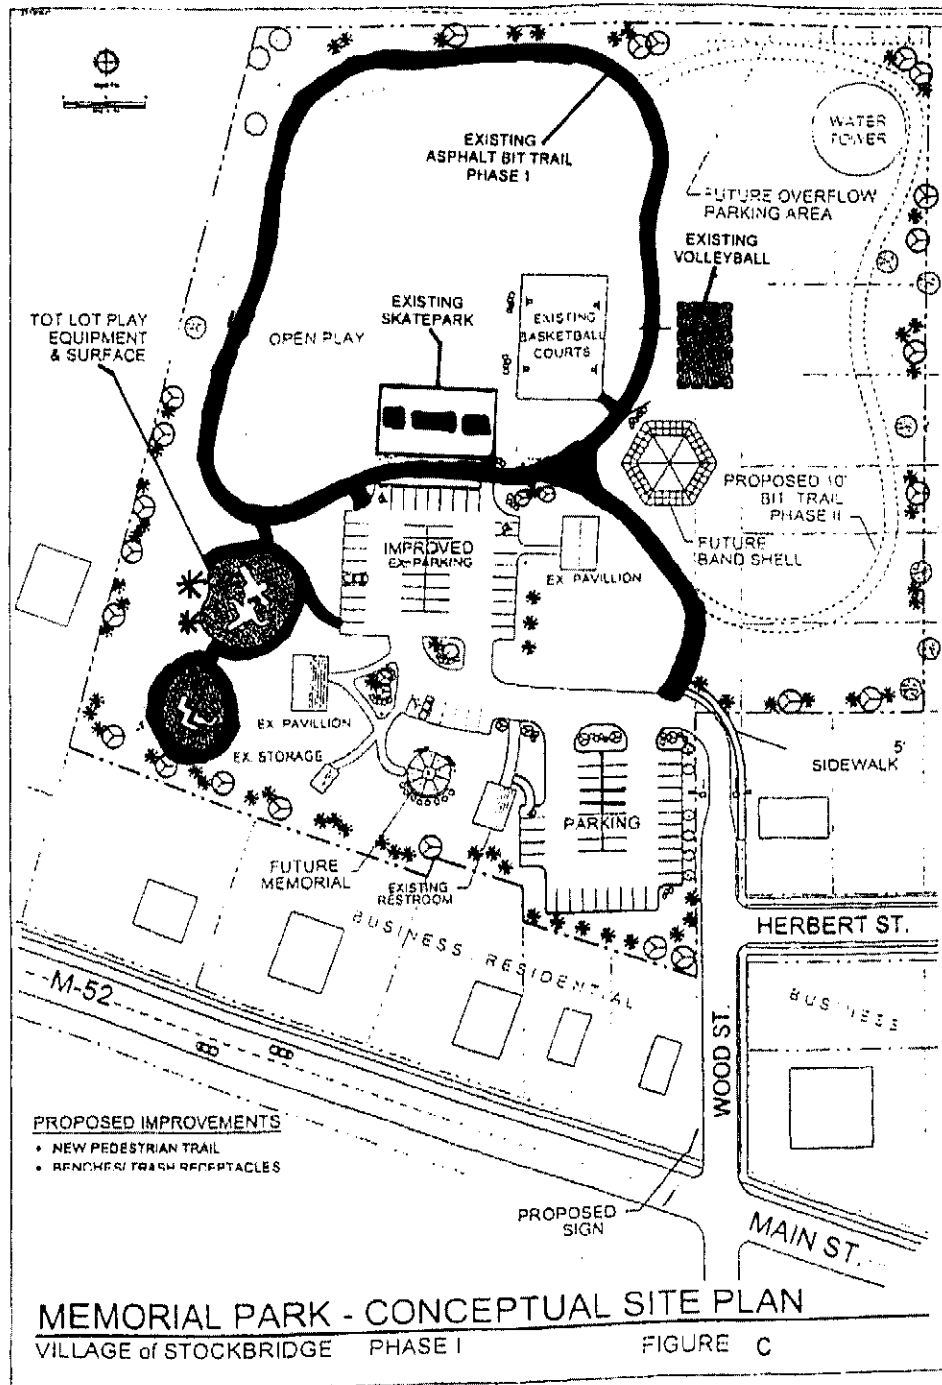 WATER
TOWER
EXISTING
ASPHALT BIT TRAIL
PHASE I
FUTURE OVERFLOW
PARKING AREA
EXISTING
VOLLEYBALL
EXISTING
SKATEPARK
TOT LOT PLAY
EQUIPMENT
& SURFACE
OPEN PLAY
EXISTING
BASKETBALL
COURTS
PROPOSED 10'
BIT TRAIL
PHASE II
IMPROVED
EX. PARKING
FUTURE
BAND SHELL
EX. PAVILLION
EX. PAVILLION
EX. STORAGE
5'
SIDEWALK
PARKING
FUTURE
MEMORIAL
EXISTING
RESTROOM
HERBERT ST.
BUSINESS RESIDENTIAL
M-52
BUSINESS
WOOD ST.
PROPOSED IMPROVEMENTS
• NEW PEDESTRIAN TRAIL
• BENCHES/TRASH RECEPTACLES
PROPOSED
SIGN
MAIN ST.
MEMORIAL PARK - CONCEPTUAL SITE PLAN
VILLAGE of STOCKBRIDGE PHASE I FIGURE C